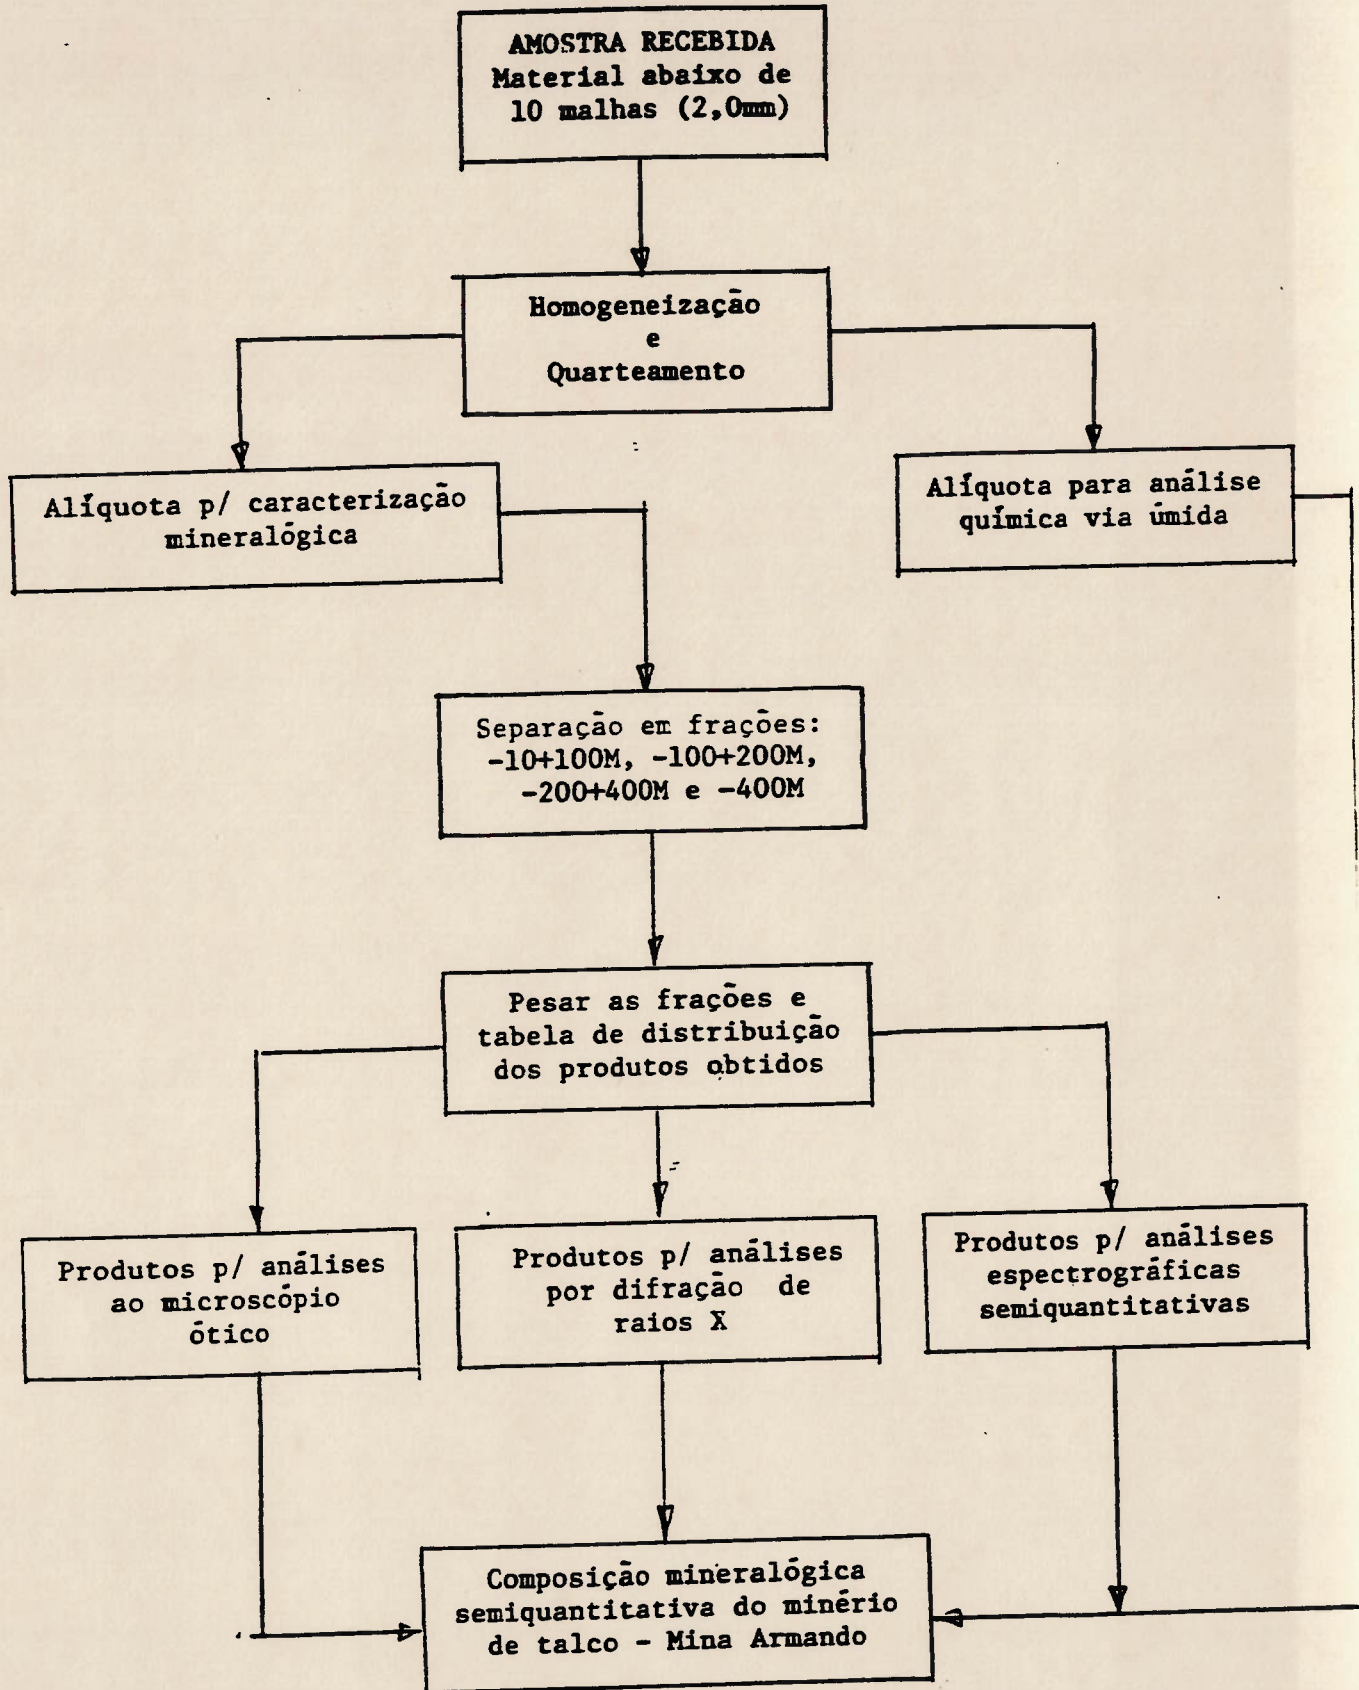 AMOSTRA RECEBIDA
Material abaixo de
10 malhas (2,0mm)
Homogeneização
e
Quarteamento
Alíquota p/ caracterização
mineralógica
Alíquota para análise
química via úmida
Separação em frações:
-10+100M, -100+200M,
-200+400M e -400M
Pesar as frações e
tabela de distribuição
dos produtos obtidos
Produtos p/ análises
ao microscópio
ótico
Produtos p/ análises
por difração de
raios X
Produtos p/ análises
espectrográficas
semiquantitativas
Composição mineralógica
semiquantitativa do minério
de talco - Mina Armando